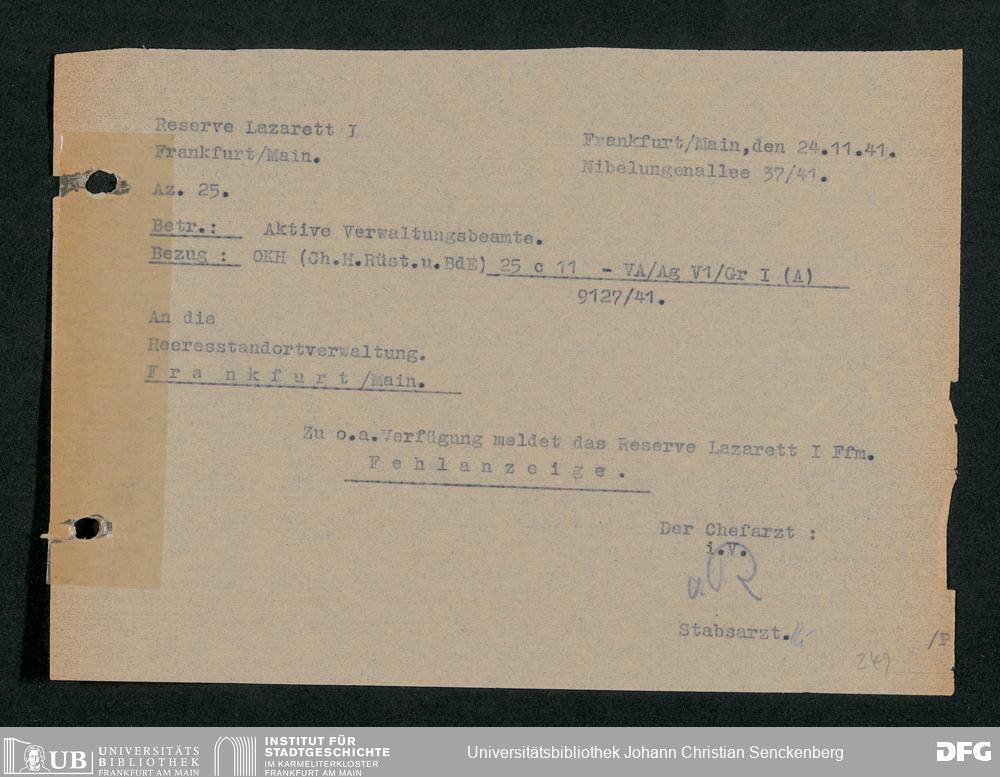 Reserve Lazarett I
Frankfurt/Main.
Frankfurt/Main,den 24.11.41.
Nibelungenallee 37/41.
Az. 25.
Betr.: Aktive Verwaltungsbeamte.
Bezug : OKH (Ch.H.Rüst.u.BdE) 25 c 11 - VA/Ag V1/Gr I (A)
9127/41.
An die
Heeresstandortverwaltung.
F r a n k f u r t /Main.
Zu o.a.Verfügung meldet das Reserve Lazarett I Ffm.
F e h l a n z e i g e .
Der Chefarzt :
i.V.
Stabsarzt.
/P
249
UB UNIVERSITÄTS
BIBLIOTHEK
FRANKFURT AM MAIN
INSTITUT FÜR
STADTGESCHICHTE
IM KARMELITERKLOSTER
FRANKFURT AM MAIN
Universitätsbibliothek Johann Christian Senckenberg
DFG